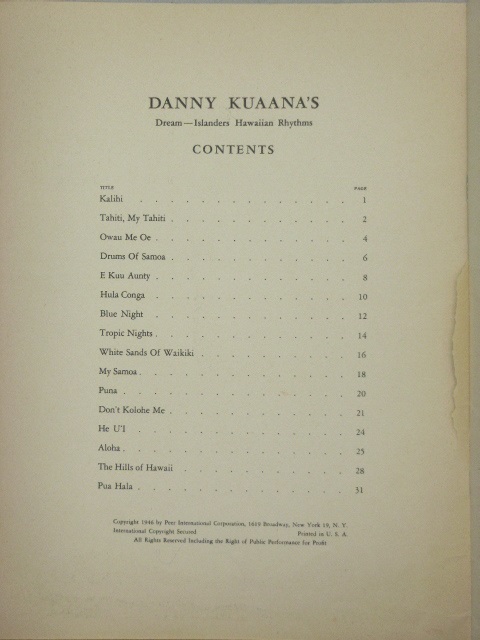 DANNY KUAANA'S
Dream—Islanders Hawaiian Rhythms
CONTENTS
TITLE PAGE
Kalihi . . . . . . . . . . . . . . 1
Tahiti, My Tahiti . . . . . . . . . . . . 2
Owau Me Oe . . . . . . . . . . . . . 4
Drums Of Samoa . . . . . . . . . . . . 6
E Kuu Aunty . . . . . . . . . . . . . 8
Hula Conga . . . . . . . . . . . . . 10
Blue Night . . . . . . . . . . . . . 12
Tropic Nights . . . . . . . . . . . . . 14
White Sands Of Waikiki . . . . . . . . . . 16
My Samoa . . . . . . . . . . . . . . 18
Puna . . . . . . . . . . . . . . . 20
Don't Kolohe Me . . . . . . . . . . . . 21
He U'I . . . . . . . . . . . . . . 24
Aloha . . . . . . . . . . . . . . . 25
The Hills of Hawaii . . . . . . . . . . . 28
Pua Hala . . . . . . . . . . . . . . 31
Copyright 1946 by Peer International Corporation, 1619 Broadway, New York 19, N. Y.
International Copyright Secured Printed in U. S. A.
All Rights Reserved Including the Right of Public Performance for Profit